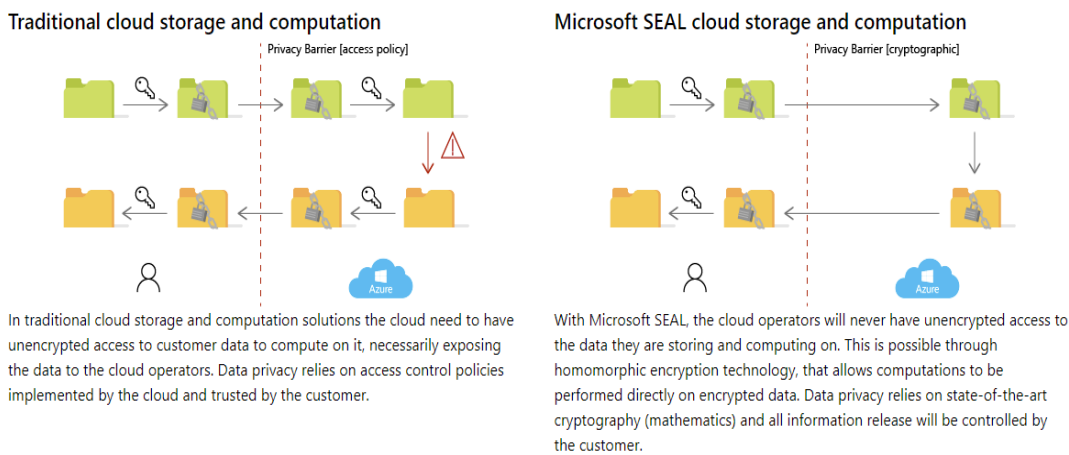 Traditional cloud storage and computation
Privacy Barrier [access policy]
Azure
In traditional cloud storage and computation solutions the cloud need to have
unencrypted access to customer data to compute on it, necessarily exposing
the data to the cloud operators. Data privacy relies on access control policies
implemented by the cloud and trusted by the customer.
Microsoft SEAL cloud storage and computation
Privacy Barrier [cryptographic]
Azure
With Microsoft SEAL, the cloud operators will never have unencrypted access to
the data they are storing and computing on. This is possible through
homomorphic encryption technology, that allows computations to be
performed directly on encrypted data. Data privacy relies on state-of-the-art
cryptography (mathematics) and all information release will be controlled by
the customer.